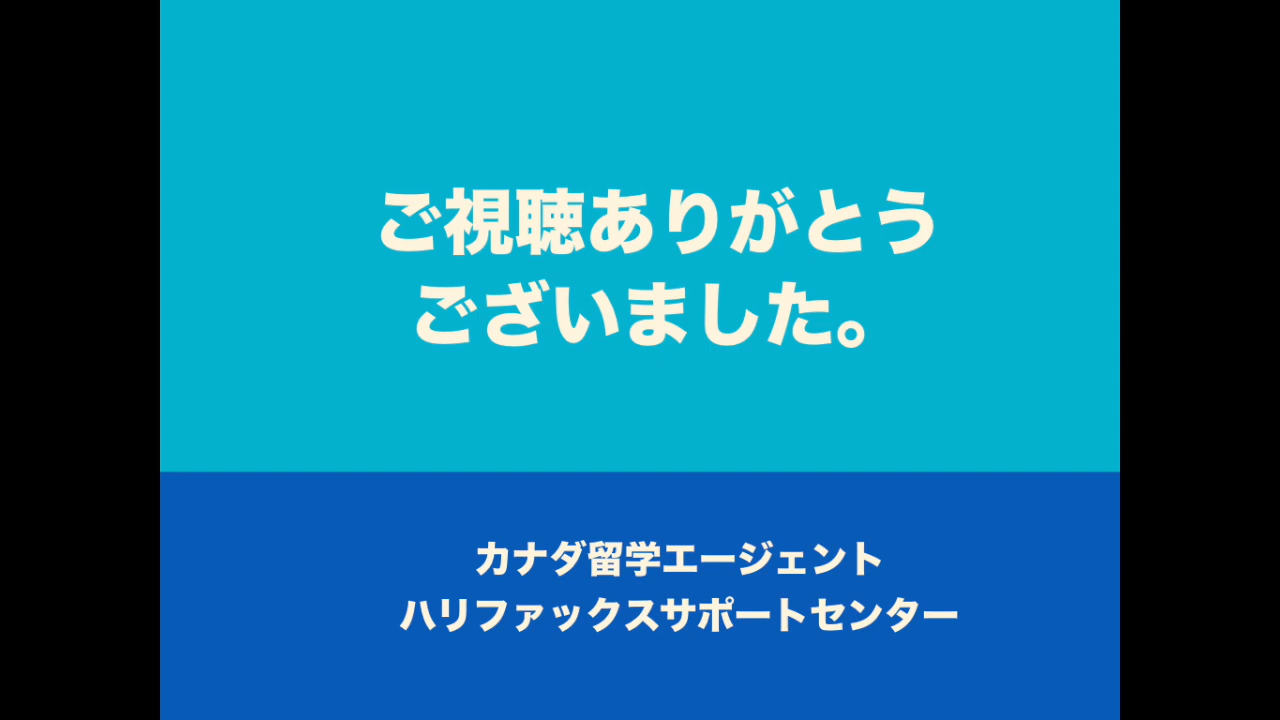 ご視聴ありがとう
ございました。
カナダ留学エージェント
ハリファックスサポートセンター